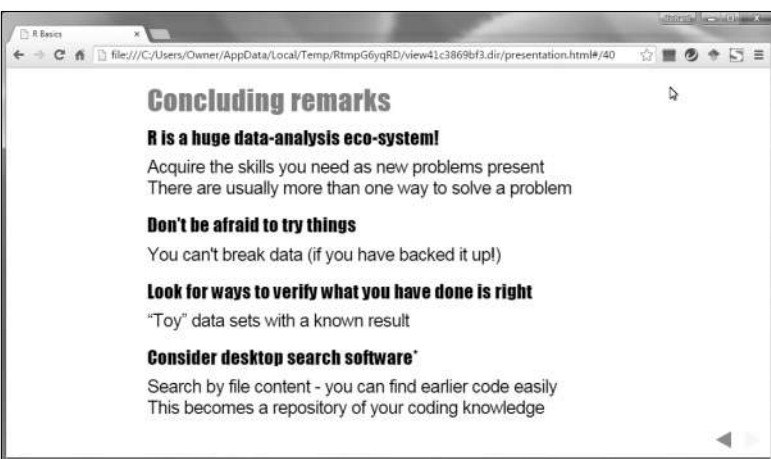 R Basics
file:///C:/Users/Owner/AppData/Local/Temp/RtmpG6yqRD/view41c3869bf3.dir/presentation.html#/40
Concluding remarks
R is a huge data-analysis eco-system!
Acquire the skills you need as new problems present
There are usually more than one way to solve a problem
Don't be afraid to try things
You can't break data (if you have backed it up!)
Look for ways to verify what you have done is right
“Toy” data sets with a known result
Consider desktop search software*
Search by file content - you can find earlier code easily
This becomes a repository of your coding knowledge